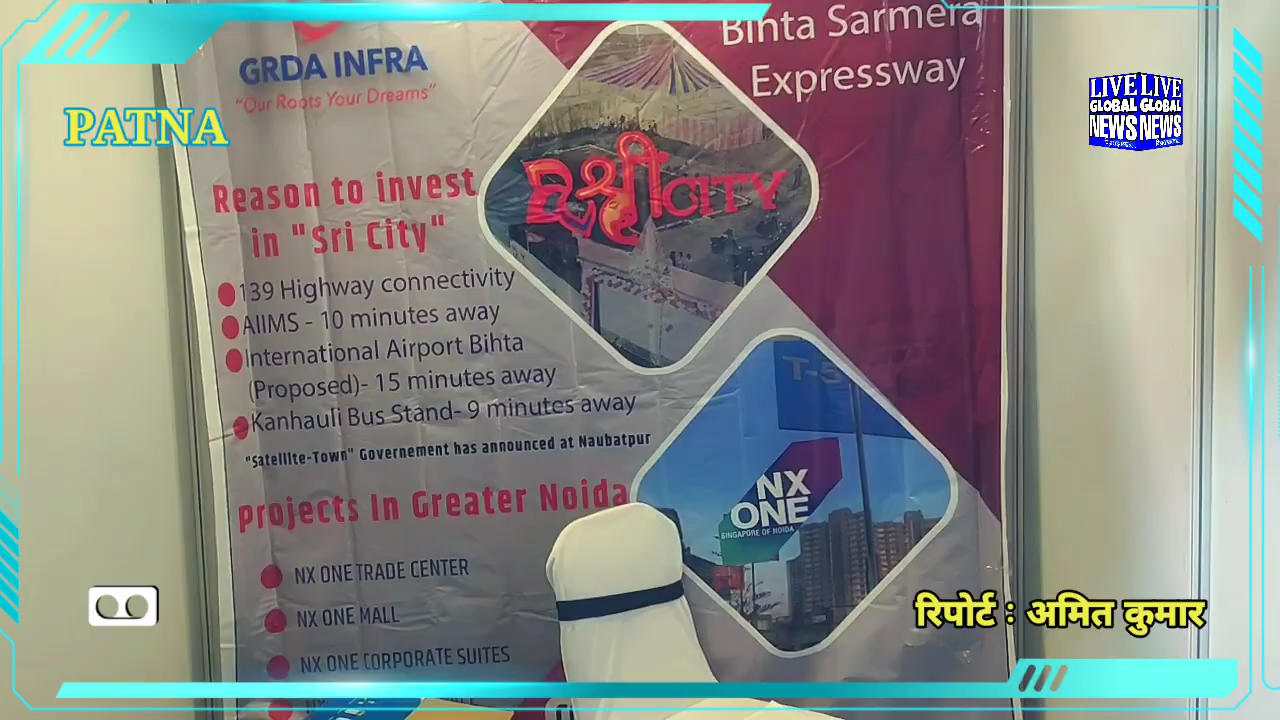 Bihta Sarmera
Expressway
GRDA INFRA
"Our Roots Your Dreams"
PATNA
LIVE LIVE
GLOBAL GLOBAL
NEWS NEWS
Reason to invest
in "Sri City"
श्री CITY
139 Highway connectivity
AIIMS - 10 minutes away
International Airport Bihta
(Proposed)- 15 minutes away
Kanhauli Bus Stand- 9 minutes away
"Satellite-Town" Governement has announced at Naubatpur
T-5
projects In Greater Noida
NX
ONE
SINGAPORE OF NOIDA
NX ONE TRADE CENTER
NX ONE MALL
NX ONE CORPORATE SUITES
रिपोर्ट : अमित कुमार